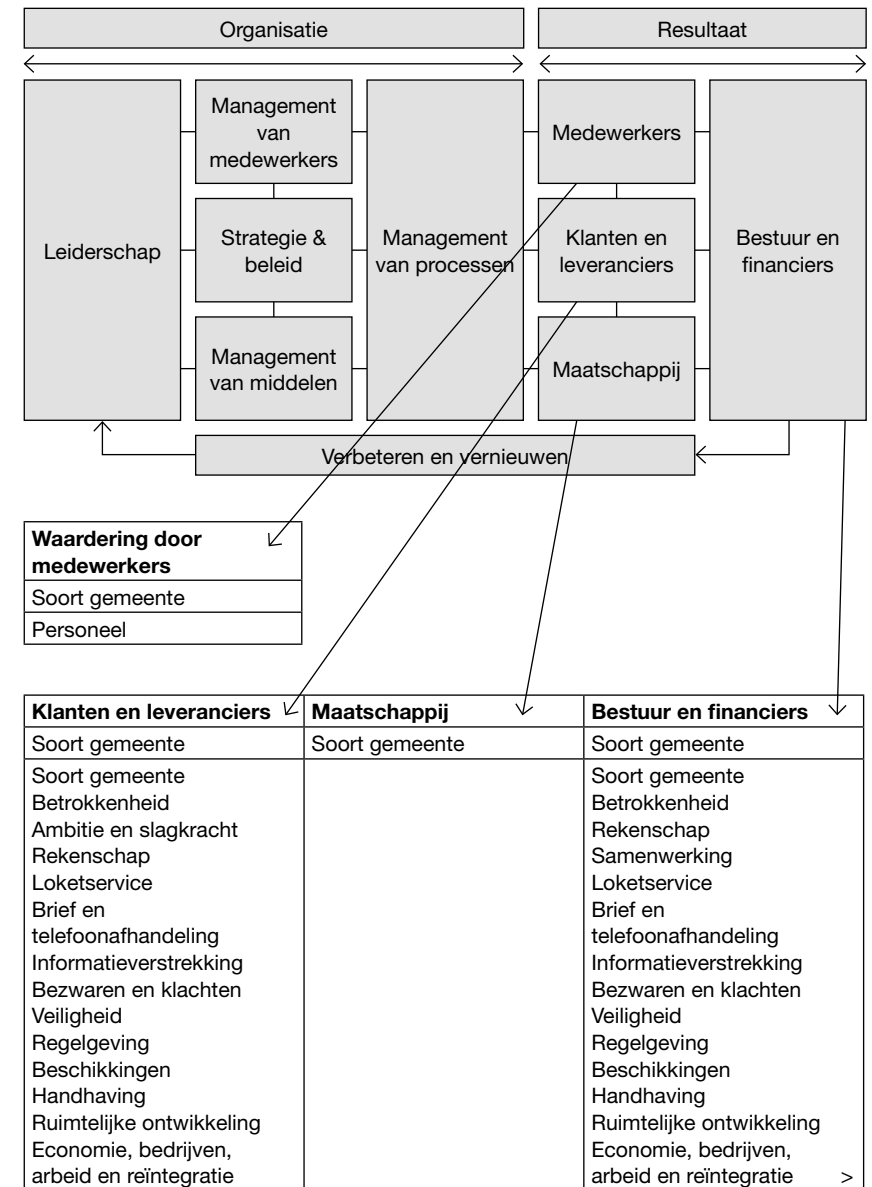 Organisatie
Resultaat
Leiderschap
Management
van
medewerkers
Strategie &
beleid
Management
van middelen
Management
van processen
Medewerkers
Klanten en
leveranciers
Maatschappij
Bestuur en
financiers
Verbeteren en vernieuwen
Waardering door
medewerkers
Soort gemeente
Personeel
Klanten en leveranciers
Soort gemeente
Soort gemeente
Betrokkenheid
Ambitie en slagkracht
Rekenschap
Loketservice
Brief en
telefoonafhandeling
Informatieverstrekking
Bezwaren en klachten
Veiligheid
Regelgeving
Beschikkingen
Handhaving
Ruimtelijke ontwikkeling
Economie, bedrijven,
arbeid en reïntegratie
Maatschappij
Soort gemeente
Bestuur en financiers
Soort gemeente
Soort gemeente
Betrokkenheid
Rekenschap
Samenwerking
Loketservice
Brief en
telefoonafhandeling
Informatieverstrekking
Bezwaren en klachten
Veiligheid
Regelgeving
Beschikkingen
Handhaving
Ruimtelijke ontwikkeling
Economie, bedrijven,
arbeid en reïntegratie >